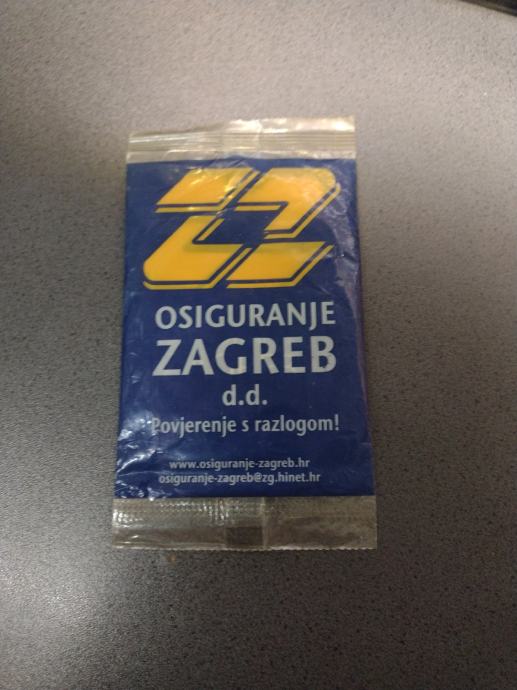 OSIGURANJE
ZAGREB
d.d.
Povjerenje s razlogom!
www.osiguranje-zagreb.hr
osiguranje-zagreb@zg.hinet.hr